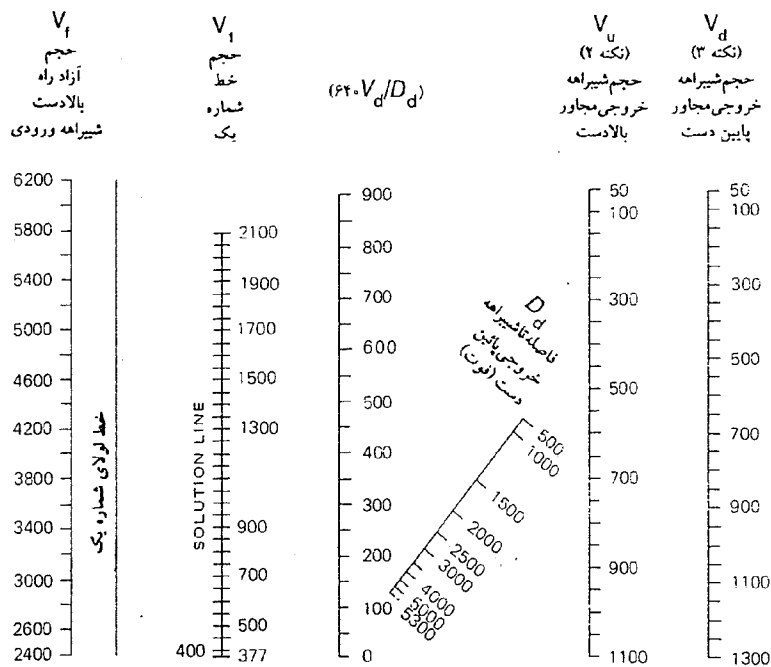 V_f
حجم
آزاد راه
بالادست
شیبراهه ورودی
V_1
حجم
خط
شماره
یک
(۶۴۰V_d/D_d)
V_u
(نکته ۲)
حجم شیبراهه
خروجی مجاور
بالادست
V_d
(نکته ۳)
حجم شیبراهه
خروجی مجاور
پایین دست
6200
5800
5400
5000
4600
4200
3800
3400
3000
2600
2400
خط لولای شماره یک
SOLUTION LINE
2100
1900
1700
1500
1300
900
700
500
400
377
900
800
700
600
500
400
300
200
100
0
D_d
فاصله تا شیبراهه
خروجی پائین
دست (فوت)
500
1000
1500
2000
2500
3000
4000
5000
5300
50
100
300
500
700
900
1100
50
100
300
500
700
900
1100
1300